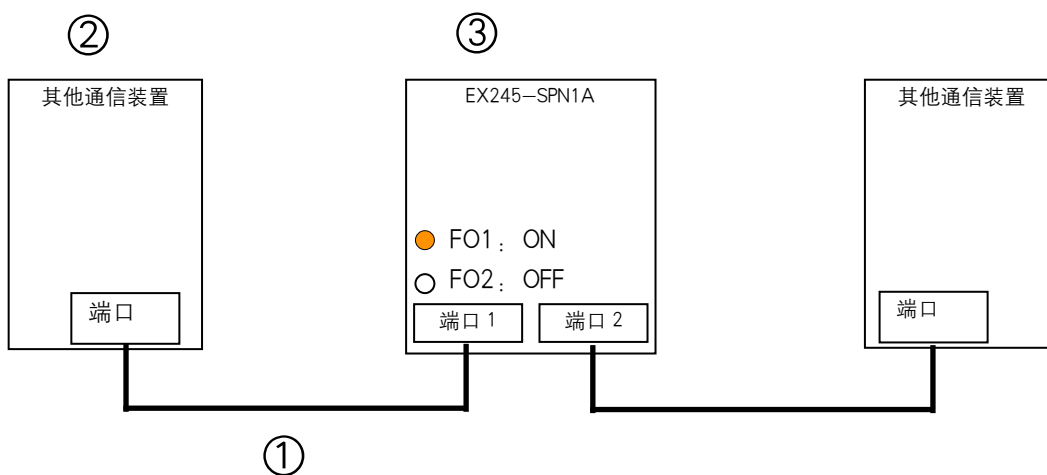 ② ③
其他通信装置
EX245-SPN1A
其他通信装置
FO1： ON
FO2： OFF
端口
端口 1
端口 2
端口
①